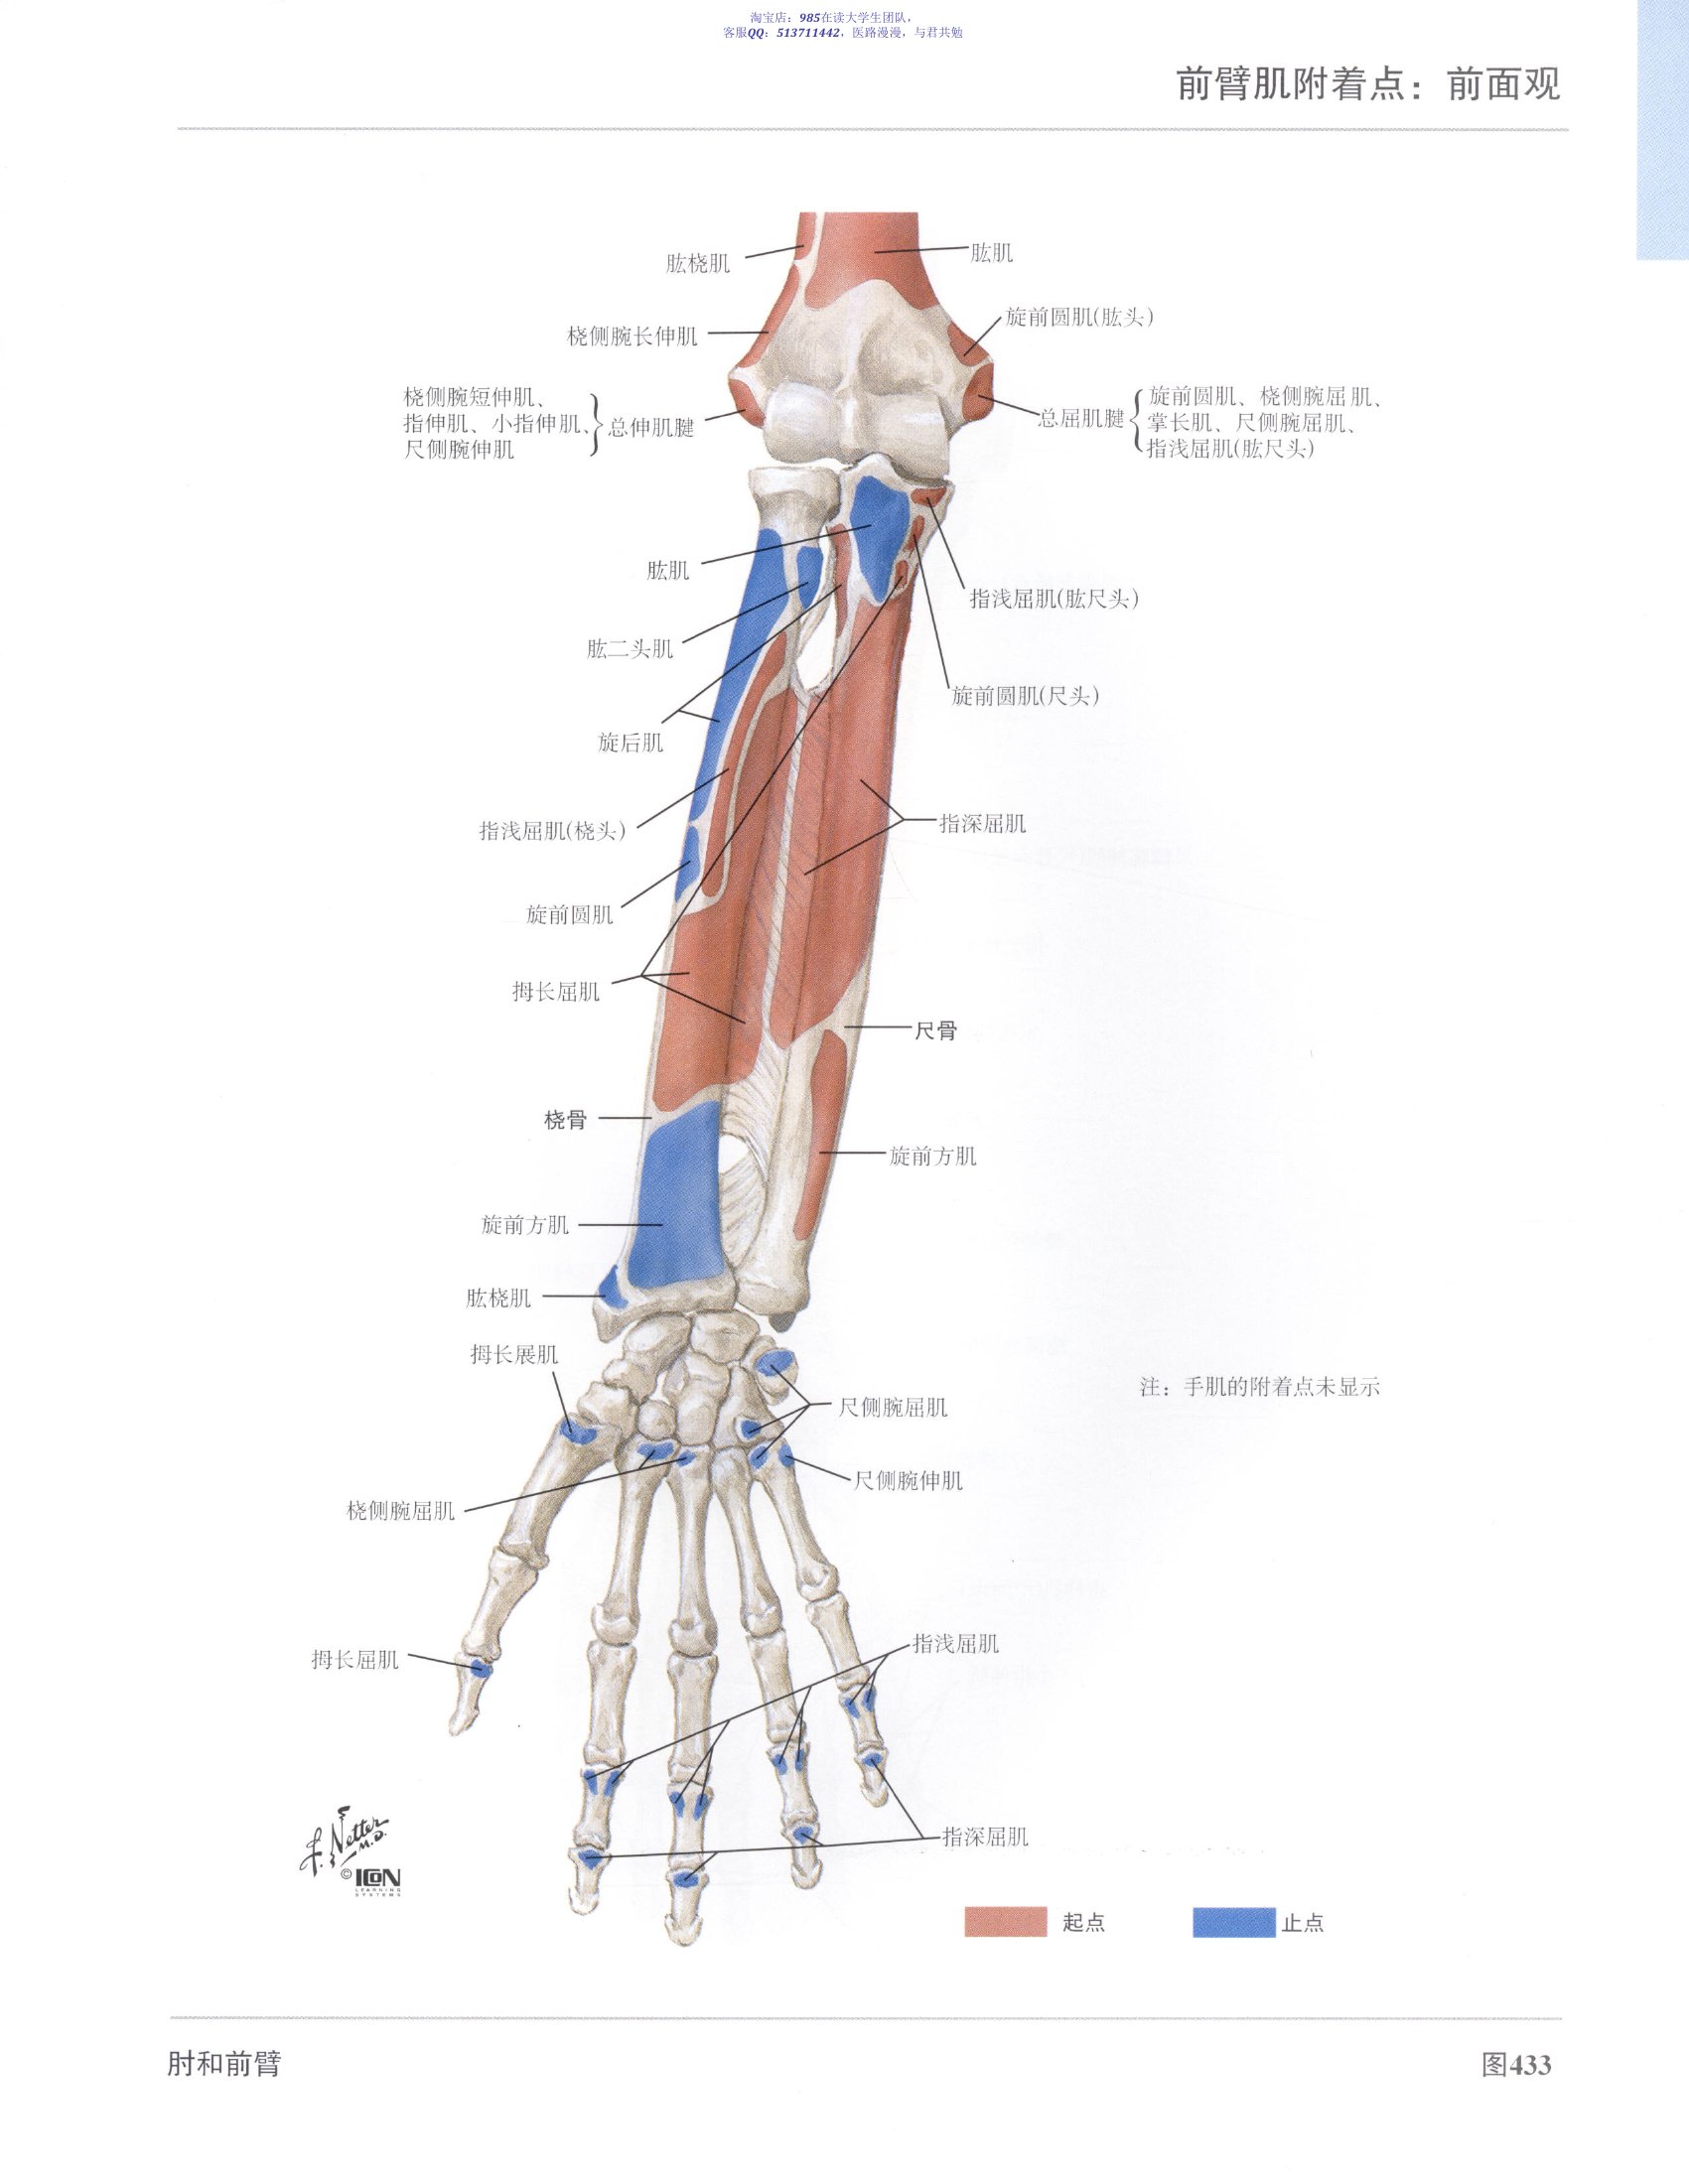 淘宝店：985在读大学生团队，
客服QQ：513711442，医路漫漫，与君共勉
前臂肌附着点：前面观
肱桡肌
肱肌
旋前圆肌(肱头)
桡侧腕长伸肌
桡侧腕短伸肌、
指伸肌、小指伸肌、
尺侧腕伸肌
总伸肌腱
总屈肌腱
旋前圆肌、桡侧腕屈肌、
掌长肌、尺侧腕屈肌、
指浅屈肌(肱尺头)
肱肌
指浅屈肌(肱尺头)
肱二头肌
旋前圆肌(尺头)
旋后肌
指浅屈肌(桡头)
指深屈肌
旋前圆肌
拇长屈肌
尺骨
桡骨
旋前方肌
旋前方肌
肱桡肌
拇长展肌
注：手肌的附着点未显示
尺侧腕屈肌
尺侧腕伸肌
桡侧腕屈肌
指浅屈肌
拇长屈肌
指深屈肌
F. Netter
M.D.
© ICON
LEARNING
SYSTEMS
起点
止点
肘和前臂
图433